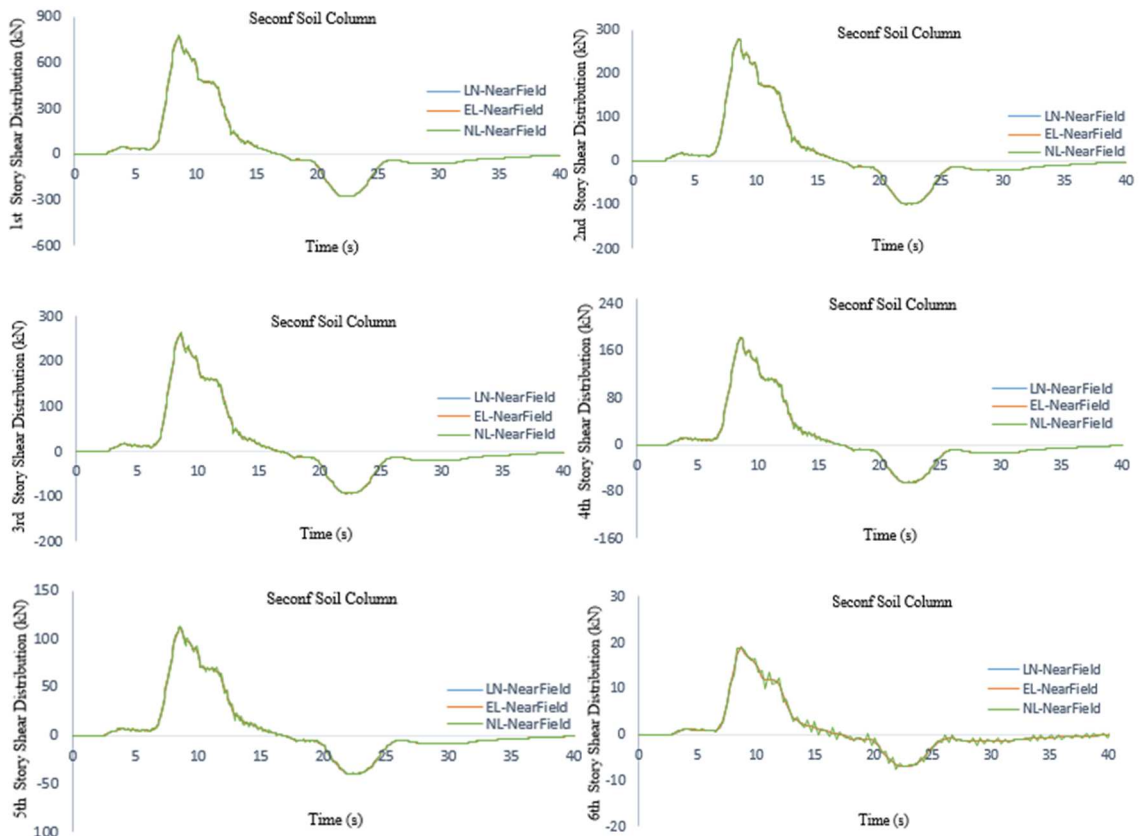 Seconf Soil Column
1st Story Shear Distribution (kN)
900
600
300
0
-300
-600
0 5 10 15 20 25 30 35 40
LN-NearField
EL-NearField
NL-NearField
Time (s)
Seconf Soil Column
2nd Story Shear Distribution (kN)
300
200
100
0
-100
-200
0 5 10 15 20 25 30 35 40
LN-NearField
EL-NearField
NL-NearField
Time (s)
Seconf Soil Column
3rd Story Shear Distribution (kN)
300
200
100
0
-100
-200
0 5 10 15 20 25 30 35 40
LN-NearField
EL-NearField
NL-NearField
Time (s)
Seconf Soil Column
4th Story Shear Distribution (kN)
240
160
80
0
-80
-160
0 5 10 15 20 25 30 35 40
LN-NearField
EL-NearField
NL-NearField
Time (s)
Seconf Soil Column
5th Story Shear Distribution (kN)
150
100
50
0
-50
100
0 5 10 15 20 25 30 35 40
LN-NearField
EL-NearField
NL-NearField
Time (s)
Seconf Soil Column
6th Story Shear Distribution (kN)
30
20
10
0
-10
-20
0 5 10 15 20 25 30 35 40
LN-NearField
EL-NearField
NL-NearField
Time (s)